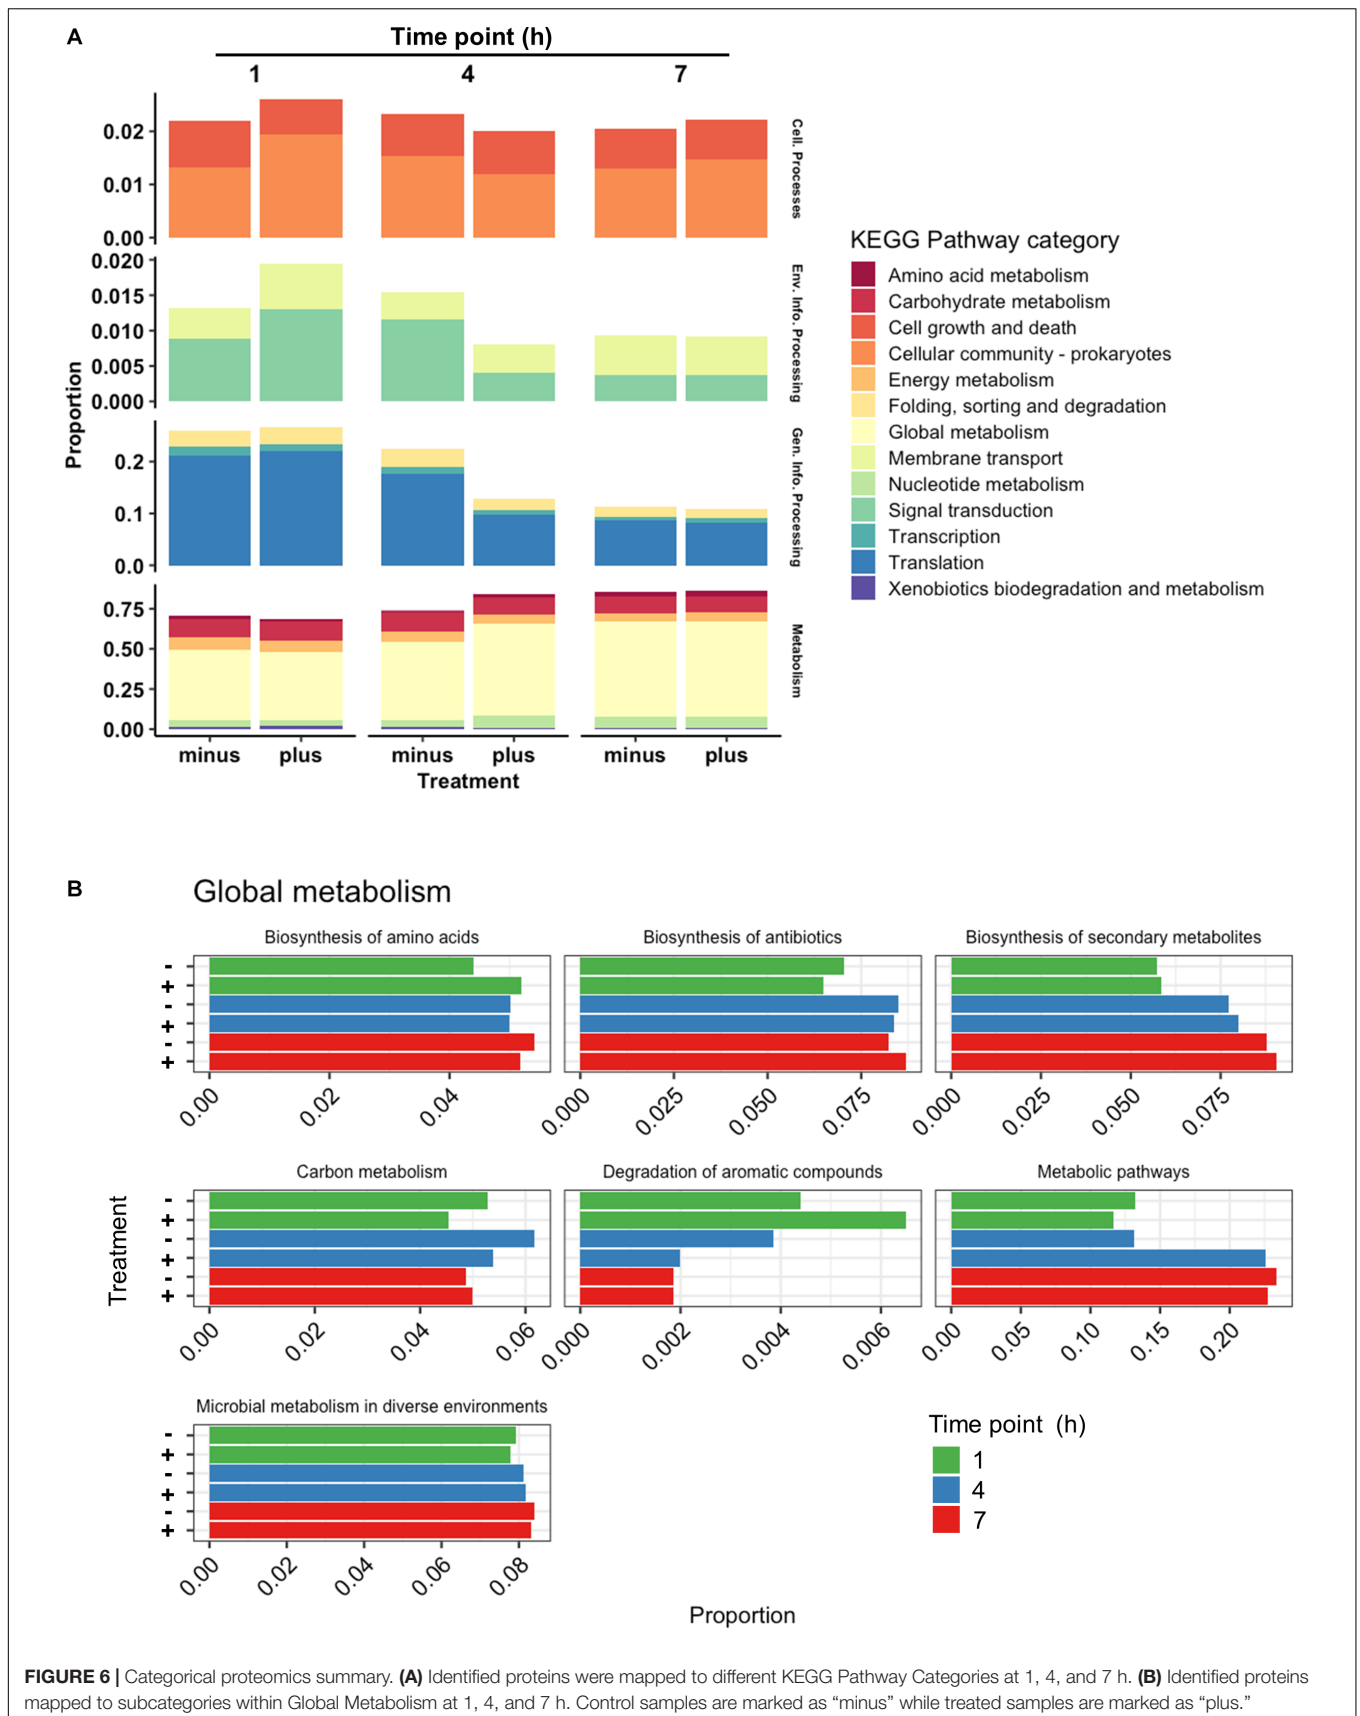 A
Time point (h)
1 4 7
0.02
0.01
0.00
Cell. Processes
0.020
0.015
0.010
0.005
0.000
Env. Info. Processing
Proportion
0.2
0.1
0.0
Gen. Info. Processing
0.75
0.50
0.25
0.00
Metabolism
minus plus minus plus minus plus
Treatment
KEGG Pathway category
Amino acid metabolism
Carbohydrate metabolism
Cell growth and death
Cellular community - prokaryotes
Energy metabolism
Folding, sorting and degradation
Global metabolism
Membrane transport
Nucleotide metabolism
Signal transduction
Transcription
Translation
Xenobiotics biodegradation and metabolism
B
Global metabolism
Biosynthesis of amino acids Biosynthesis of antibiotics Biosynthesis of secondary metabolites
-
+
-
+
-
+
0.00 0.02 0.04 0.000 0.025 0.050 0.075 0.000 0.025 0.050 0.075
Carbon metabolism Degradation of aromatic compounds Metabolic pathways
Treatment
-
+
-
+
-
+
0.00 0.02 0.04 0.06 0.000 0.002 0.004 0.006 0.00 0.05 0.10 0.15 0.20
Microbial metabolism in diverse environments
-
+
-
+
-
+
0.00 0.02 0.04 0.06 0.08
Time point (h)
1
4
7
Proportion
FIGURE 6 | Categorical proteomics summary. (A) Identified proteins were mapped to different KEGG Pathway Categories at 1, 4, and 7 h. (B) Identified proteins
mapped to subcategories within Global Metabolism at 1, 4, and 7 h. Control samples are marked as “minus” while treated samples are marked as “plus.”